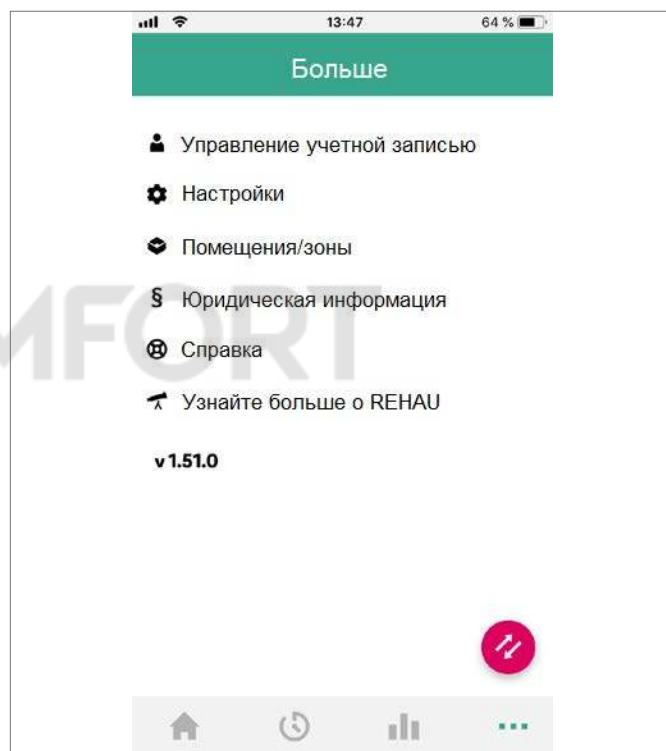 13:47
64 %
Больше
Управление учетной записью
Настройки
Помещения/зоны
§ Юридическая информация
Справка
Узнайте больше о REHAU
v 1.51.0
MFORT